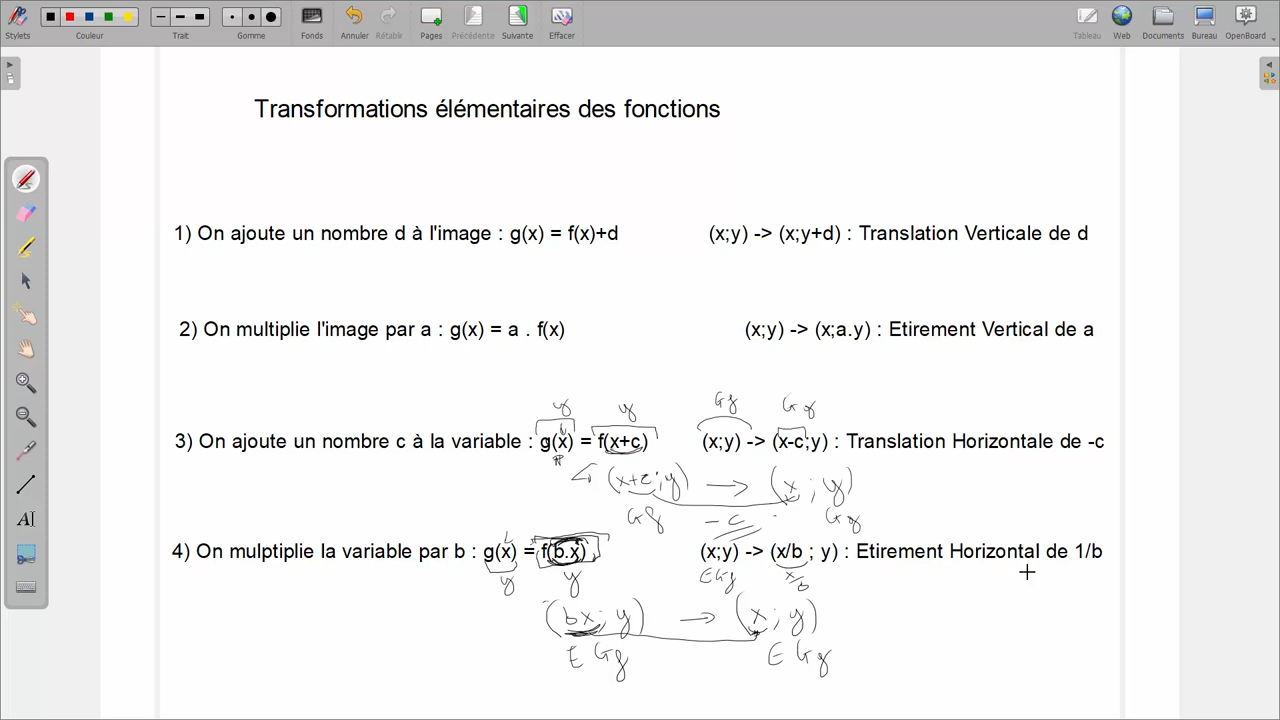 Stylets Couleur Trait Gomme Fonds Annuler Rétablir Pages Précédente Suivante Effacer Tableau Web Documents Bureau OpenBoard
Transformations élémentaires des fonctions
1) On ajoute un nombre d à l'image : g(x) = f(x)+d (x;y) -> (x;y+d) : Translation Verticale de d
2) On multiplie l'image par a : g(x) = a . f(x) (x;y) -> (x;a.y) : Etirement Vertical de a
y y Gf Gg
3) On ajoute un nombre c à la variable : g(x) = f(x+c) (x;y) -> (x-c;y) : Translation Horizontale de -c
(x+c;y) → (x;y)
Gf -c Gg
4) On mulptiplie la variable par b : g(x) = f(b.x) (x;y) -> (x/b ; y) : Etirement Horizontal de 1/b
y y x/b
(bx; y) → (x; y)
E Gf E Gg
AI